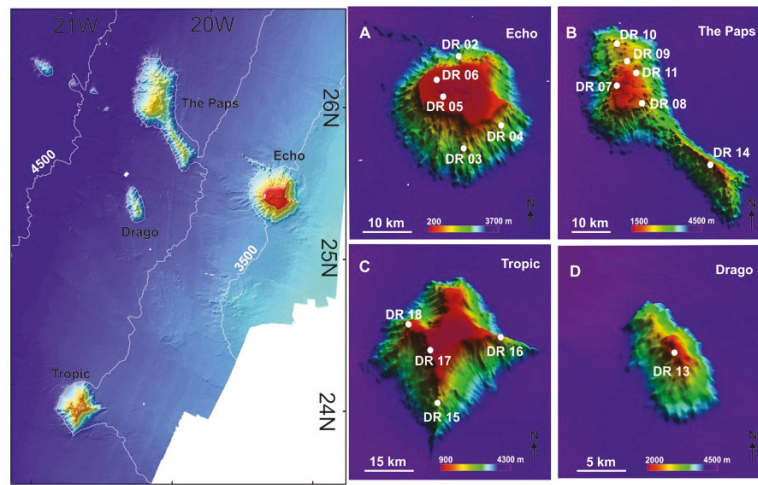 21W
20W
The Paps
26N
4500
Echo
Drago
25N
3500
Tropic
24N
A
Echo
DR 02
DR 06
DR 05
DR 04
DR 03
10 km
200
3700 m
N
B
The Paps
DR 10
DR 09
DR 11
DR 07
DR 08
DR 14
10 km
1500
4500 m
N
C
Tropic
DR 18
DR 16
DR 17
DR 15
15 km
900
4300 m
N
D
Drago
DR 13
5 km
2000
4500 m
N